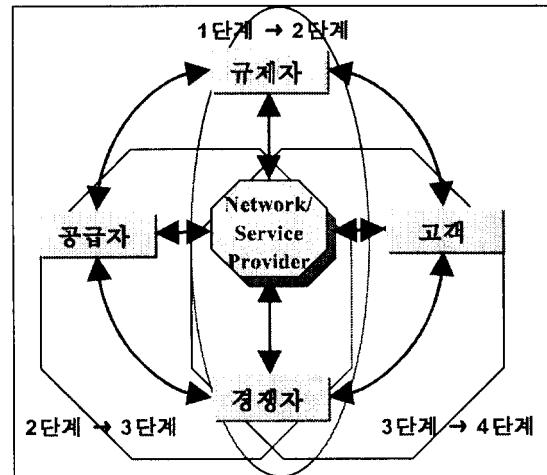 1단계 → 2단계
규제자
Network/
Service
Provider
공급자
고객
경쟁자
2단계 → 3단계
3단계 → 4단계